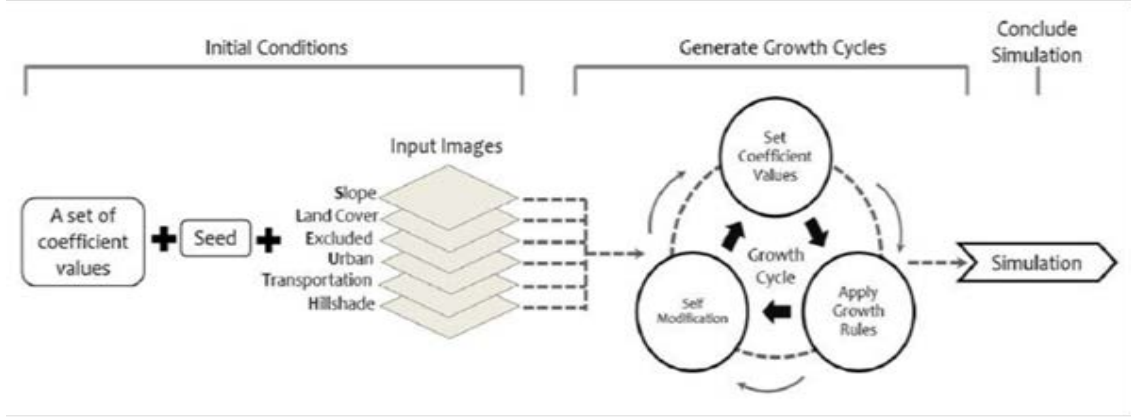 Initial Conditions
Generate Growth Cycles
Conclude
Simulation
Input Images
A set of
coefficient
values
Seed
Slope
Land Cover
Excluded
Urban
Transportation
Hillshade
Set
Coefficient
Values
Growth
Cycle
Self
Modification
Apply
Growth
Rules
Simulation